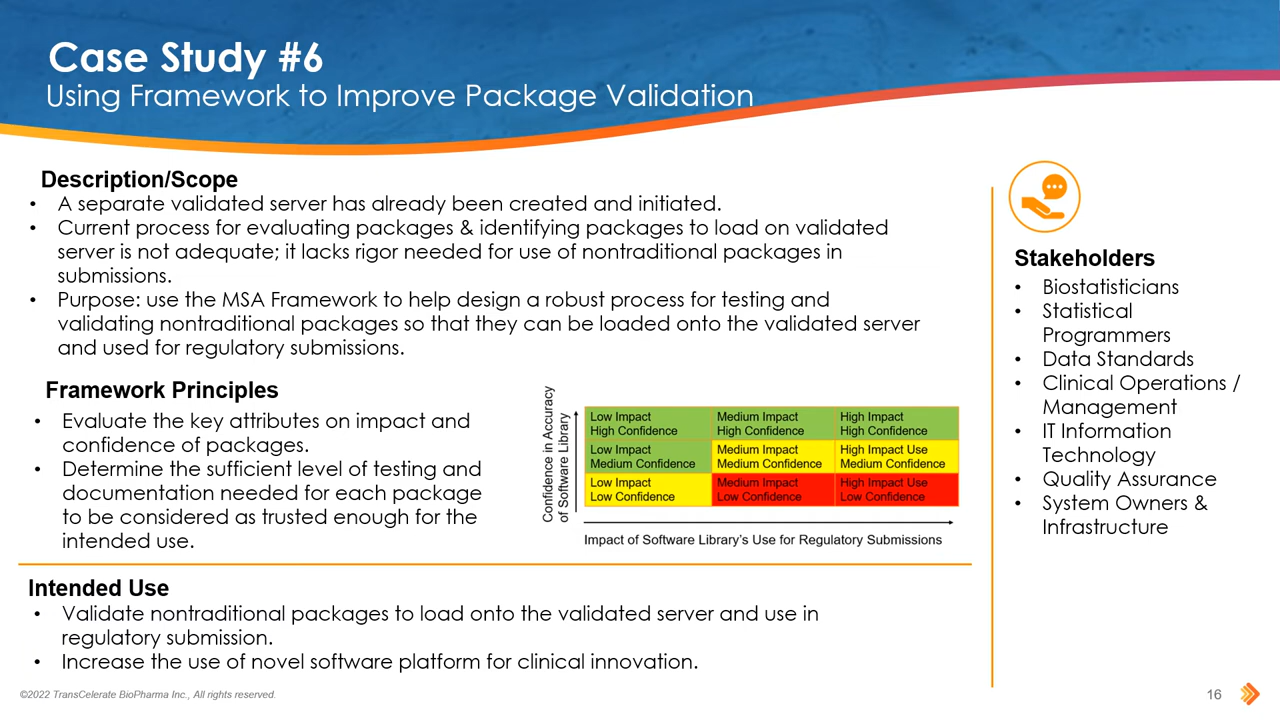 Case Study #6
Using Framework to Improve Package Validation
Description/Scope
• A separate validated server has already been created and initiated.
• Current process for evaluating packages & identifying packages to load on validated
server is not adequate; it lacks rigor needed for use of nontraditional packages in
submissions.
• Purpose: use the MSA Framework to help design a robust process for testing and
validating nontraditional packages so that they can be loaded onto the validated server
and used for regulatory submissions.
Framework Principles
• Evaluate the key attributes on impact and
confidence of packages.
• Determine the sufficient level of testing and
documentation needed for each package
to be considered as trusted enough for the
intended use.
Confidence in Accuracy
of Software Library
Low Impact
High Confidence
Medium Impact
High Confidence
High Impact
High Confidence
Low Impact
Medium Confidence
Medium Impact
Medium Confidence
High Impact Use
Medium Confidence
Low Impact
Low Confidence
Medium Impact
Low Confidence
High Impact Use
Low Confidence
Impact of Software Library's Use for Regulatory Submissions
Intended Use
• Validate nontraditional packages to load onto the validated server and use in
regulatory submission.
• Increase the use of novel software platform for clinical innovation.
Stakeholders
• Biostatisticians
• Statistical
Programmers
• Data Standards
• Clinical Operations /
Management
• IT Information
Technology
• Quality Assurance
• System Owners &
Infrastructure
©2022 TransCelerate BioPharma Inc., All rights reserved.
16